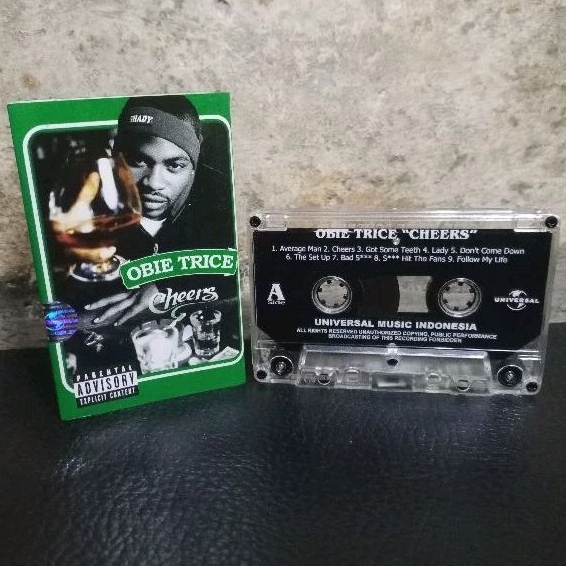 SHADY
OBIE TRICE
Cheers
PARENTAL
ADVISORY
EXPLICIT CONTENT
OBIE TRICE "CHEERS"
1. Average Man 2. Cheers 3. Got Some Teeth 4. Lady 5. Don't Come Down
6. The Set Up 7. Bad S*** 8. S*** Hit The Fans 9. Follow My Life
A
Side
UNIVERSAL
UNIVERSAL MUSIC INDONESIA
ALL RIGHTS RESERVED UNAUTHORIZED COPYING, PUBLIC PERFORMANCE
BROADCASTING OF THIS RECORDING FORBIDDEN